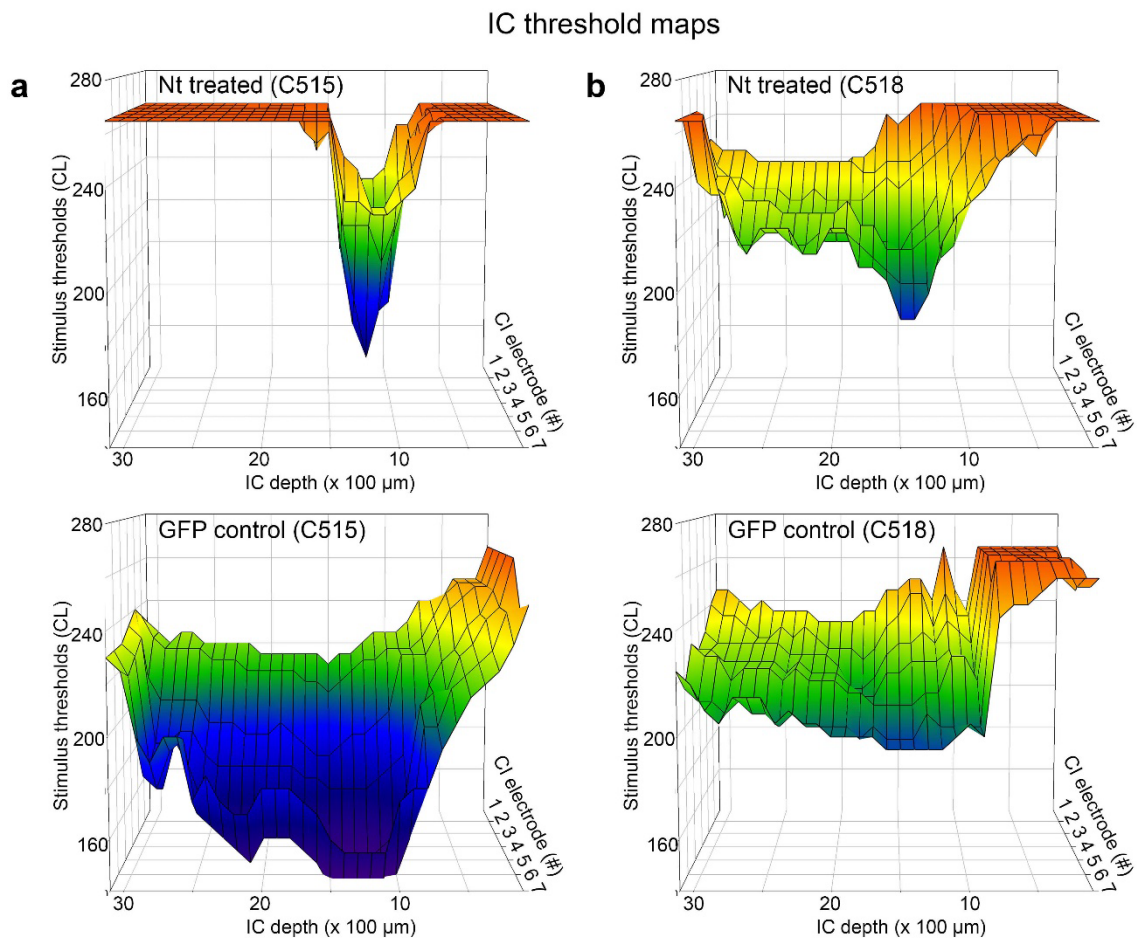 IC threshold maps
a
Nt treated (C515)
280
240
200
160
Stimulus thresholds (CL)
30
20
10
IC depth (x 100 µm)
CI electrode (#)
1
2
3
4
5
6
7
b
Nt treated (C518
280
240
200
160
Stimulus thresholds (CL)
30
20
10
IC depth (x 100 µm)
CI electrode (#)
1
2
3
4
5
6
7
GFP control (C515)
280
240
200
160
Stimulus thresholds (CL)
30
20
10
IC depth (x 100 µm)
CI electrode (#)
1
2
3
4
5
6
7
GFP control (C518)
280
240
200
160
Stimulus thresholds (CL)
30
20
10
IC depth (x 100 µm)
CI electrode (#)
1
2
3
4
5
6
7